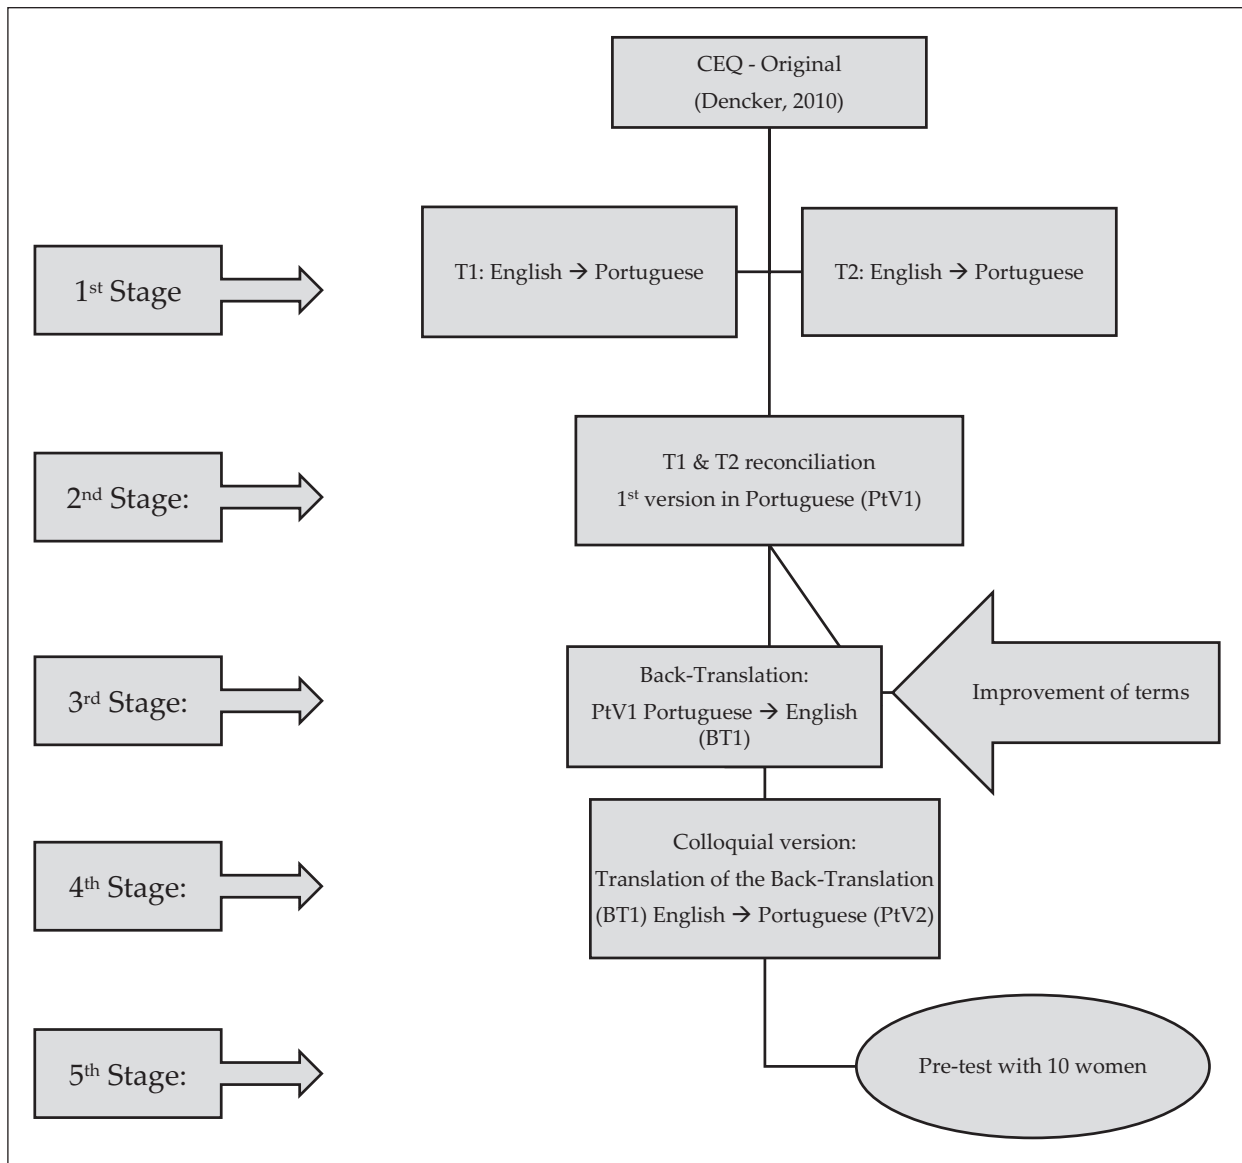 CEQ - Original
(Dencker, 2010)
1st Stage
T1: English → Portuguese
T2: English → Portuguese
2nd Stage:
T1 & T2 reconciliation
1st version in Portuguese (PtV1)
3rd Stage:
Back-Translation:
PtV1 Portuguese → English
(BT1)
Improvement of terms
4th Stage:
Colloquial version:
Translation of the Back-Translation
(BT1) English → Portuguese (PtV2)
5th Stage:
Pre-test with 10 women